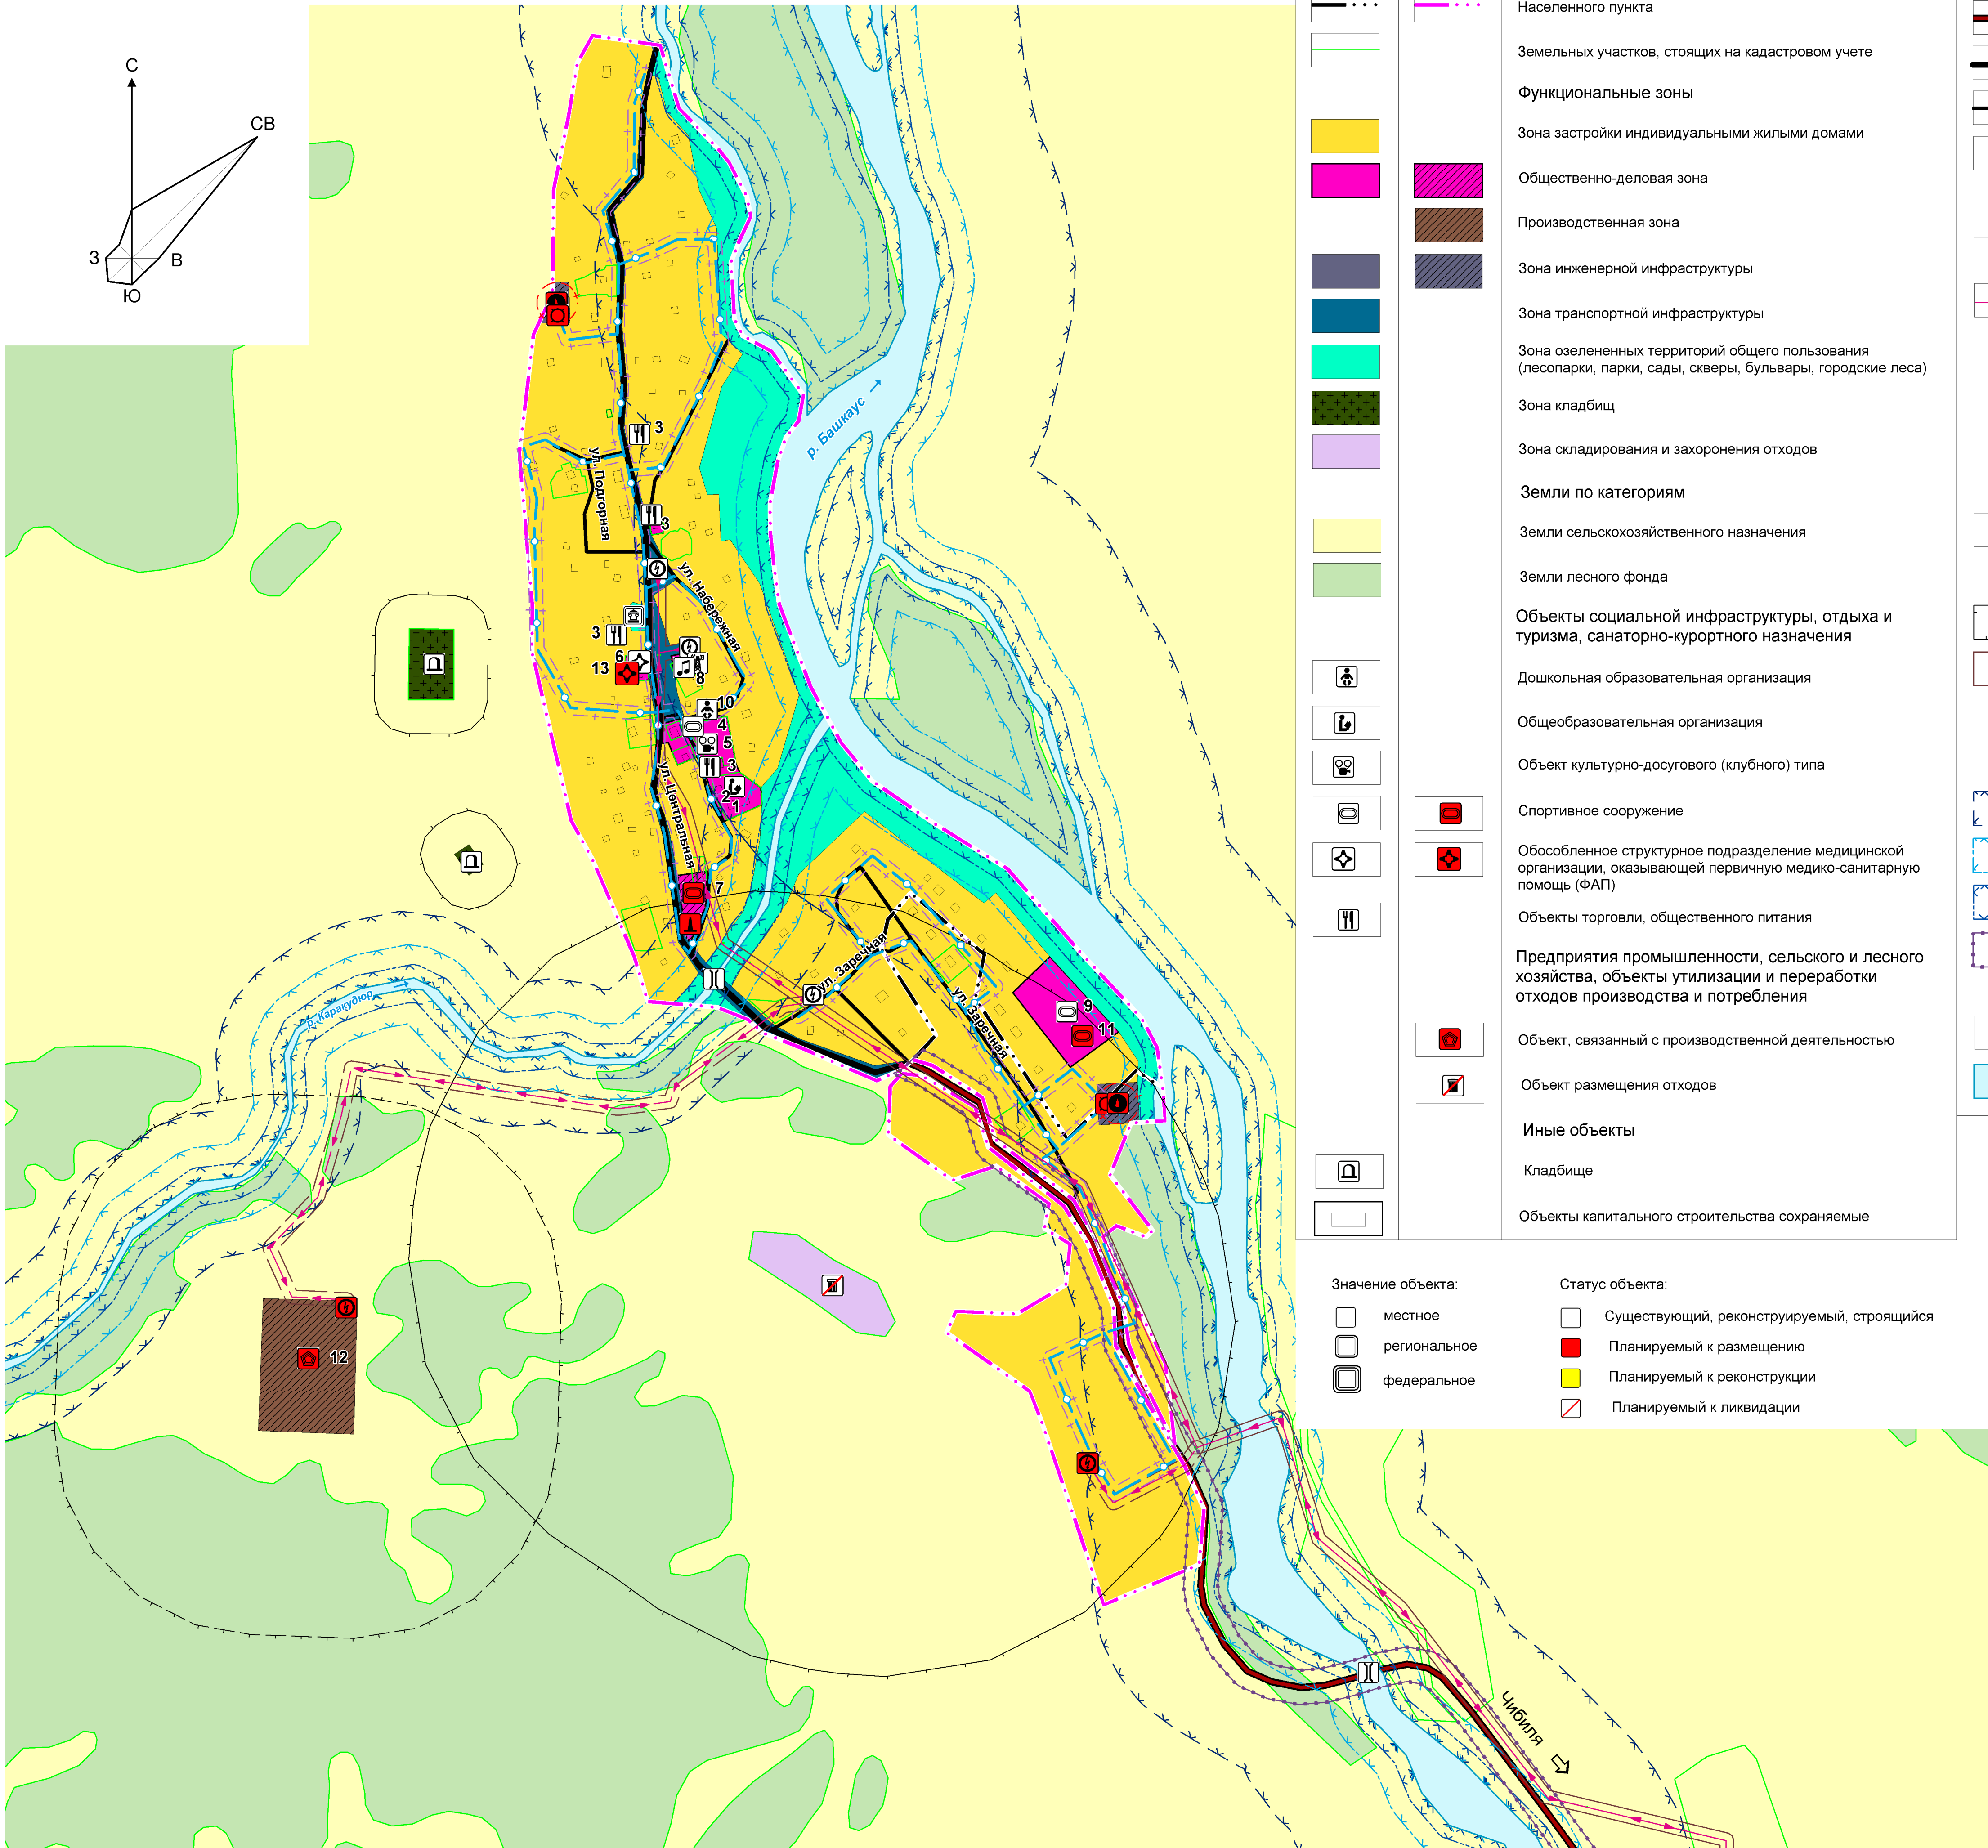 С
СВ
З
В
Ю
р. Башкаус
ул. Подгорная
3
3
ул. Набережная
3
6
13
8
10
4
5
3
2
1
ул. Центральная
7
ул. Заречная
ул. Заречная
9
11
р. Каракудюр
12
Чибиля
Населенного пункта
Земельных участков, стоящих на кадастровом учете
Функциональные зоны
Зона застройки индивидуальными жилыми домами
Общественно-деловая зона
Производственная зона
Зона инженерной инфраструктуры
Зона транспортной инфраструктуры
Зона озелененных территорий общего пользования
(лесопарки, парки, сады, скверы, бульвары, городские леса)
Зона кладбищ
Зона складирования и захоронения отходов
Земли по категориям
Земли сельскохозяйственного назначения
Земли лесного фонда
Объекты социальной инфраструктуры, отдыха и
туризма, санаторно-курортного назначения
Дошкольная образовательная организация
Общеобразовательная организация
Объект культурно-досугового (клубного) типа
Спортивное сооружение
Обособленное структурное подразделение медицинской
организации, оказывающей первичную медико-санитарную
помощь (ФАП)
Объекты торговли, общественного питания
Предприятия промышленности, сельского и лесного
хозяйства, объекты утилизации и переработки
отходов производства и потребления
Объект, связанный с производственной деятельностью
Объект размещения отходов
Иные объекты
Кладбище
Объекты капитального строительства сохраняемые
Значение объекта:
местное
региональное
федеральное
Статус объекта:
Существующий, реконструируемый, строящийся
Планируемый к размещению
Планируемый к реконструкции
Планируемый к ликвидации